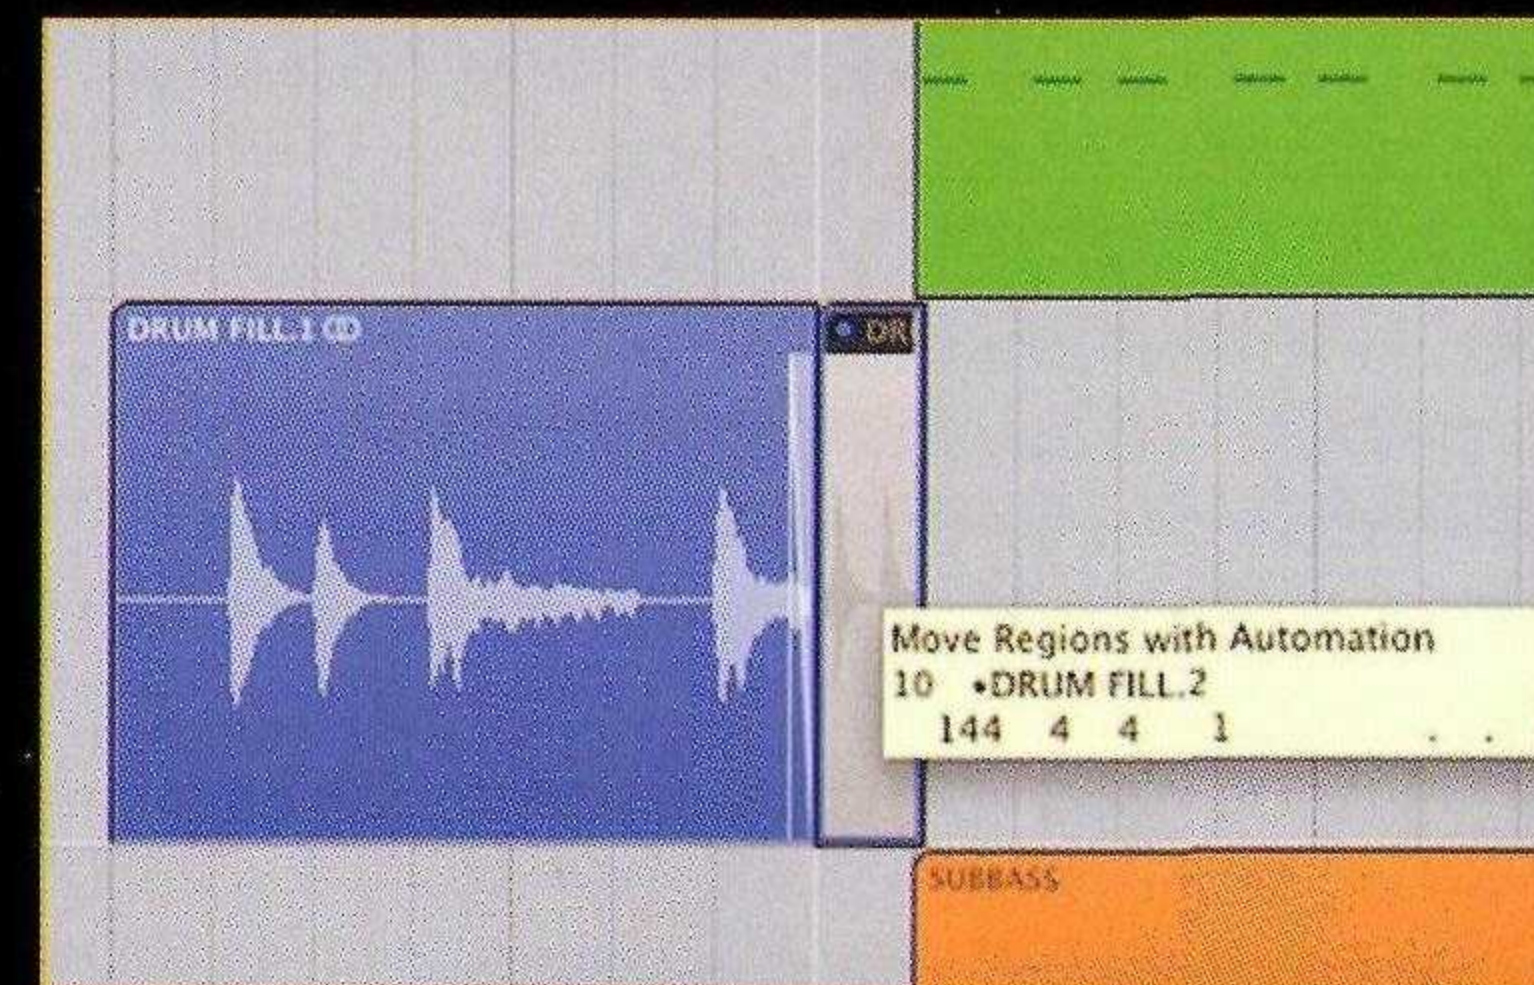 DRUM FILL.1
DR
Move Regions with Automation
10 •DRUM FILL.2
144 4 4 1 . .
SUBBASS